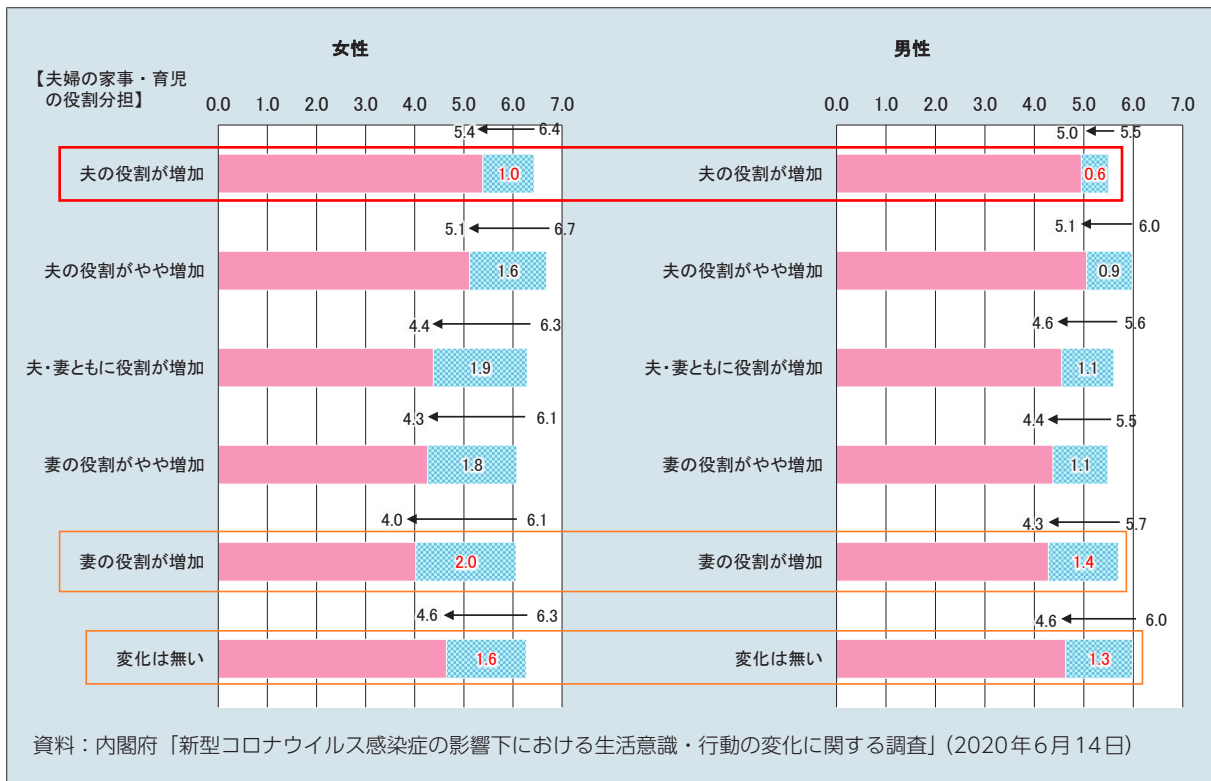 女性 男性
【夫婦の家事・育児
の役割分担】
0.0 1.0 2.0 3.0 4.0 5.0 6.0 7.0 0.0 1.0 2.0 3.0 4.0 5.0 6.0 7.0
5.4 6.4 5.0 5.5
夫の役割が増加 1.0 夫の役割が増加 0.6
5.1 6.7 5.1 6.0
夫の役割がやや増加 1.6 夫の役割がやや増加 0.9
4.4 6.3 4.6 5.6
夫・妻ともに役割が増加 1.9 夫・妻ともに役割が増加 1.1
4.3 6.1 4.4 5.5
妻の役割がやや増加 1.8 妻の役割がやや増加 1.1
4.0 6.1 4.3 5.7
妻の役割が増加 2.0 妻の役割が増加 1.4
4.6 6.3 4.6 6.0
変化は無い 1.6 変化は無い 1.3
資料：内閣府「新型コロナウイルス感染症の影響下における生活意識・行動の変化に関する調査」（2020年6月14日）